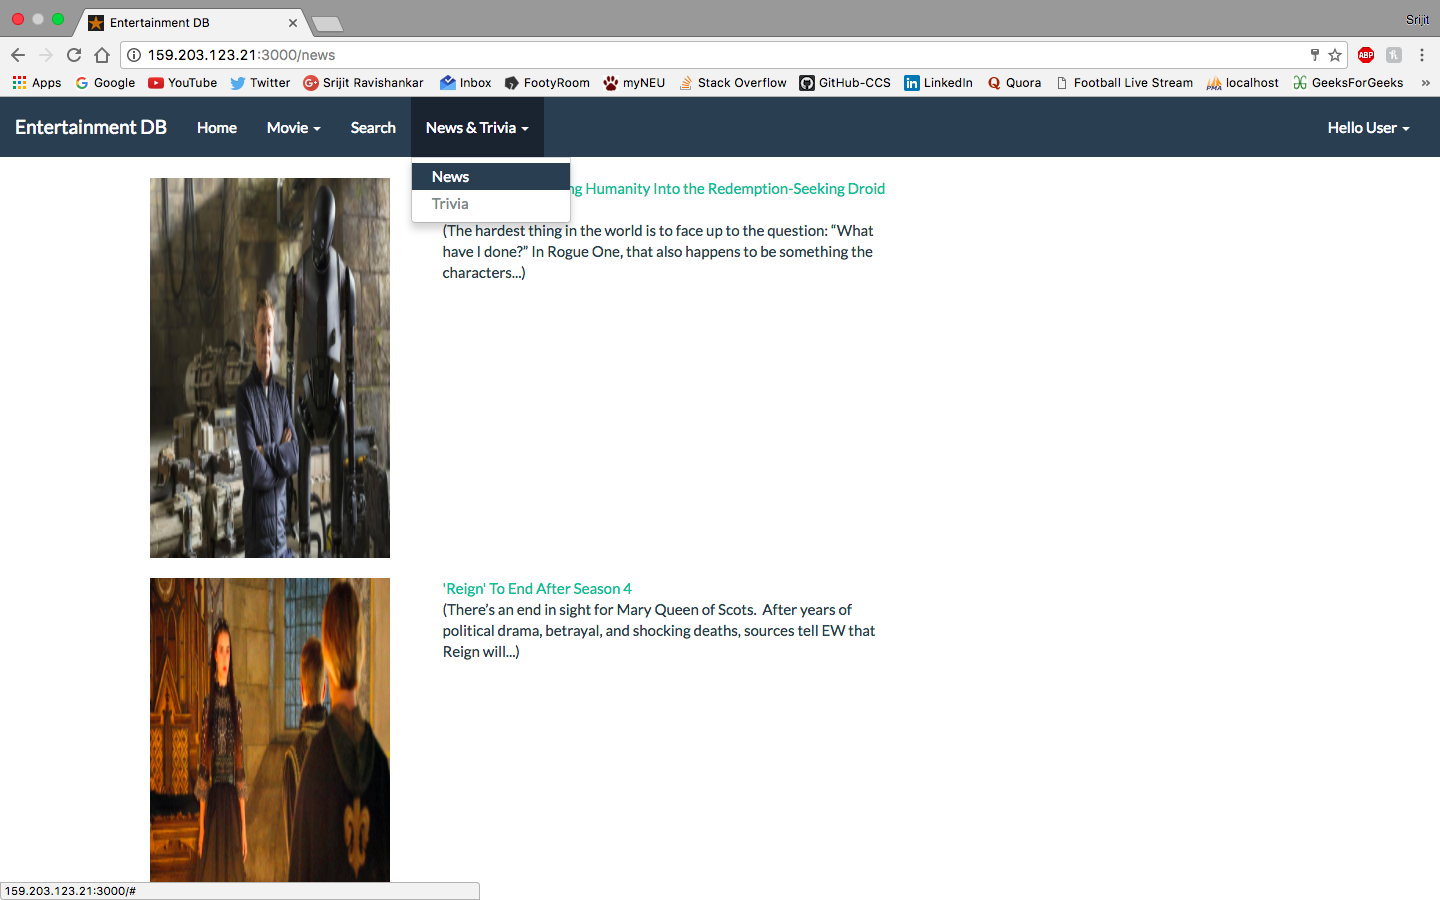 Entertainment DB
Srijit
159.203.123.21:3000/news
ABP
Apps Google YouTube Twitter Srijit Ravishankar Inbox FootyRoom myNEU Stack Overflow GitHub-CCS LinkedIn Quora Football Live Stream localhost GeeksForGeeks »
Entertainment DB Home Movie Search News & Trivia Hello User
News
Trivia
Humanity Into the Redemption-Seeking Droid
(The hardest thing in the world is to face up to the question: “What
have I done?” In Rogue One, that also happens to be something the
characters...)
'Reign' To End After Season 4
(There’s an end in sight for Mary Queen of Scots. After years of
political drama, betrayal, and shocking deaths, sources tell EW that
Reign will...)
159.203.123.21:3000/#